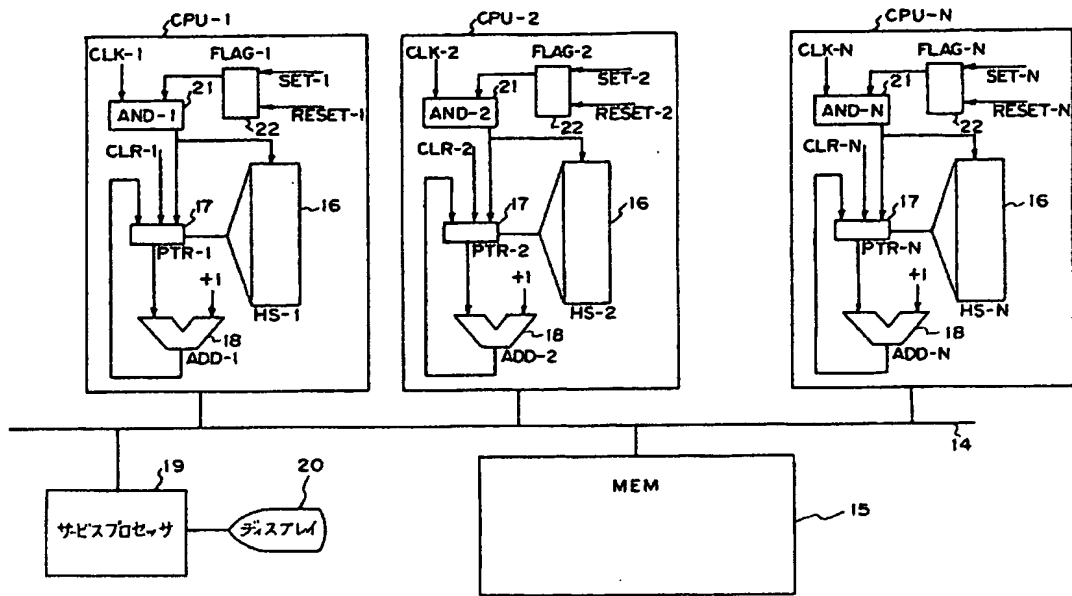 CPU-1
CLK-1
FLAG-1
SET-1
21
AND-1
RESET-1
22
CLR-1
17
16
PTR-1
+1
HS-1
18
ADD-1
CPU-2
CLK-2
FLAG-2
SET-2
21
AND-2
RESET-2
22
CLR-2
17
16
PTR-2
+1
HS-2
18
ADD-2
CPU-N
CLK-N
FLAG-N
SET-N
21
AND-N
RESET-N
22
CLR-N
17
16
PTR-N
+1
HS-N
18
ADD-N
14
19
サービスプロセッサ
20
ディスプレイ
MEM
15